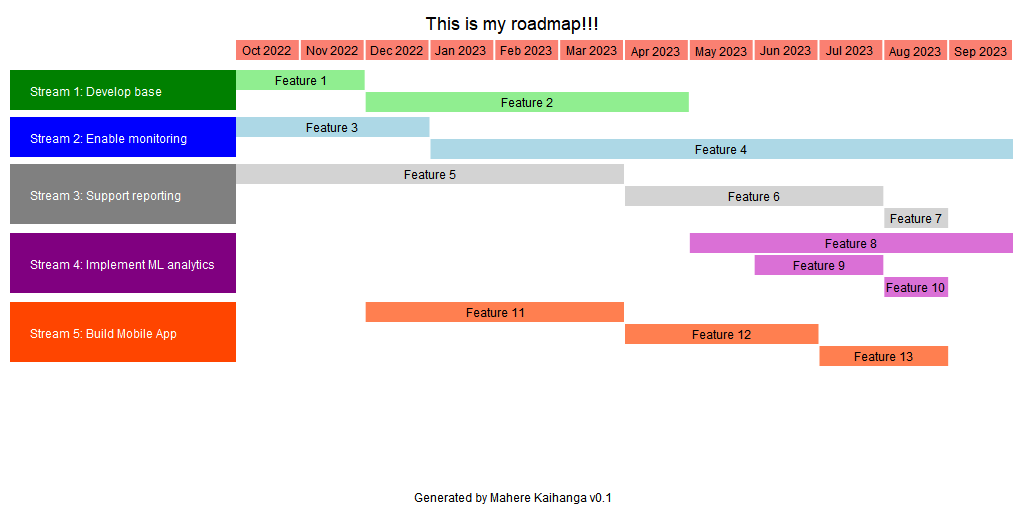 This is my roadmap!!!
Oct 2022 Nov 2022 Dec 2022 Jan 2023 Feb 2023 Mar 2023 Apr 2023 May 2023 Jun 2023 Jul 2023 Aug 2023 Sep 2023
Stream 1: Develop base
Feature 1
Feature 2
Stream 2: Enable monitoring
Feature 3
Feature 4
Stream 3: Support reporting
Feature 5
Feature 6
Feature 7
Stream 4: Implement ML analytics
Feature 8
Feature 9
Feature 10
Stream 5: Build Mobile App
Feature 11
Feature 12
Feature 13
Generated by Mahere Kaihanga v0.1